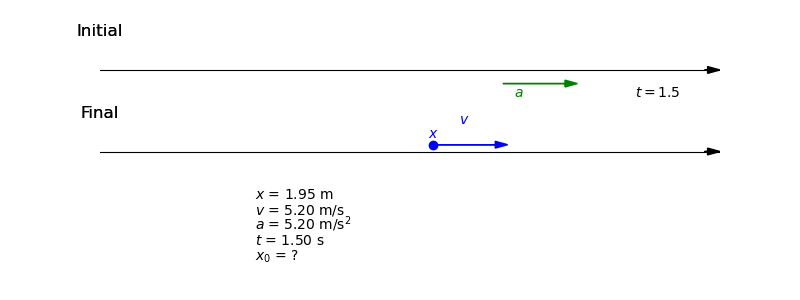 Initial
a
t = 1.5
Final
v
x
x = 1.95 m
v = 5.20 m/s
a = 5.20 m/s²
t = 1.50 s
x₀ = ?